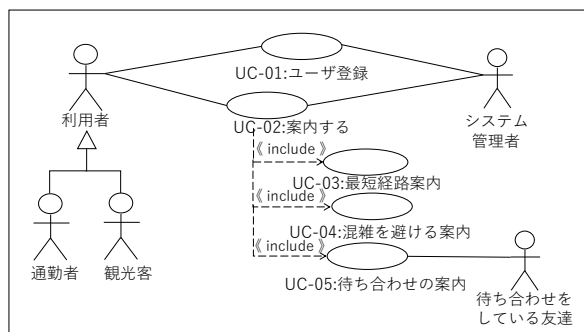 UC-01:ユーザ登録
利用者
システム
管理者
UC-02:案内する
《 include 》
UC-03:最短経路案内
《 include 》
UC-04:混雑を避ける案内
《 include 》
UC-05:待ち合わせの案内
通勤者
観光客
待ち合わせを
している友達